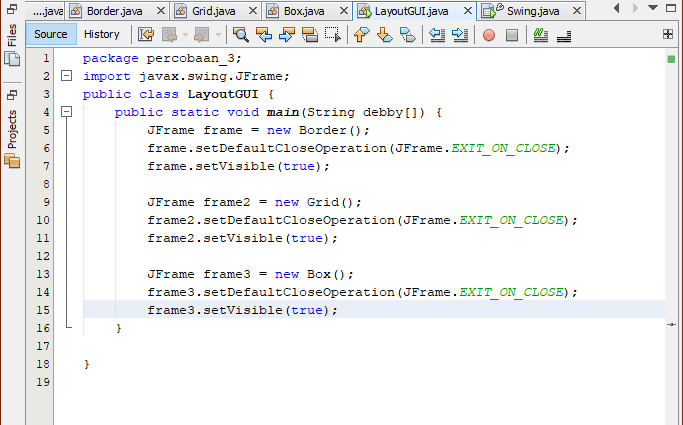 ....java Border.java Grid.java Box.java LayoutGUI.java Swing.java
Files
Projects
Source History
1 package percobaan_3;
2 import javax.swing.JFrame;
3 public class LayoutGUI {
4 public static void main(String debby[]) {
5 JFrame frame = new Border();
6 frame.setDefaultCloseOperation(JFrame.EXIT_ON_CLOSE);
7 frame.setVisible(true);
8
9 JFrame frame2 = new Grid();
10 frame2.setDefaultCloseOperation(JFrame.EXIT_ON_CLOSE);
11 frame2.setVisible(true);
12
13 JFrame frame3 = new Box();
14 frame3.setDefaultCloseOperation(JFrame.EXIT_ON_CLOSE);
15 frame3.setVisible(true);
16 }
17
18 }
19